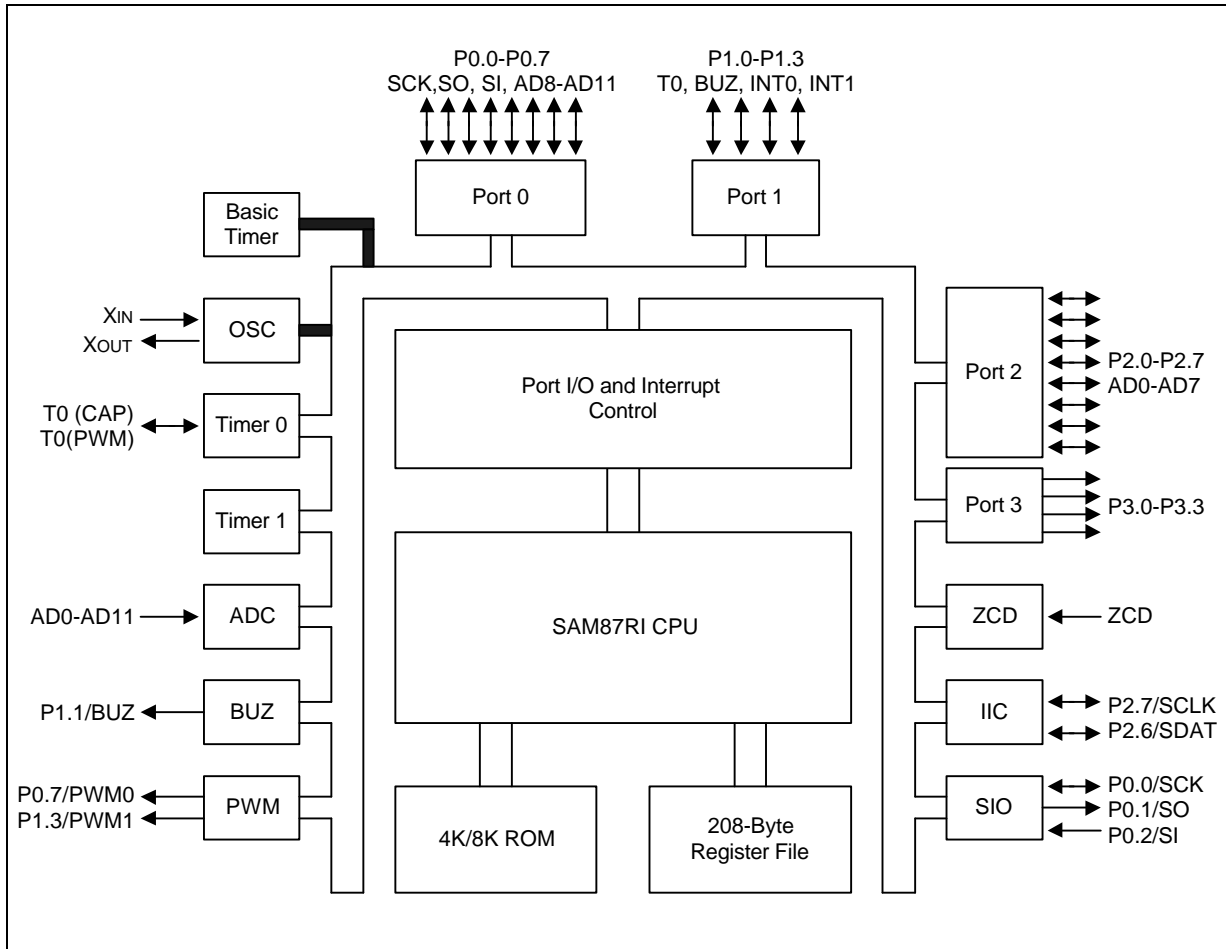 P0.0-P0.7
SCK,SO, SI, AD8-AD11
P1.0-P1.3
T0, BUZ, INT0, INT1
Port 0
Port 1
Basic
Timer
XIN
XOUT
OSC
Port I/O and Interrupt
Control
Port 2
P2.0-P2.7
AD0-AD7
T0 (CAP)
T0(PWM)
Timer 0
Timer 1
Port 3
P3.0-P3.3
AD0-AD11
ADC
SAM87RI CPU
ZCD
ZCD
P1.1/BUZ
BUZ
IIC
P2.7/SCLK
P2.6/SDAT
P0.7/PWM0
P1.3/PWM1
PWM
4K/8K ROM
208-Byte
Register File
SIO
P0.0/SCK
P0.1/SO
P0.2/SI